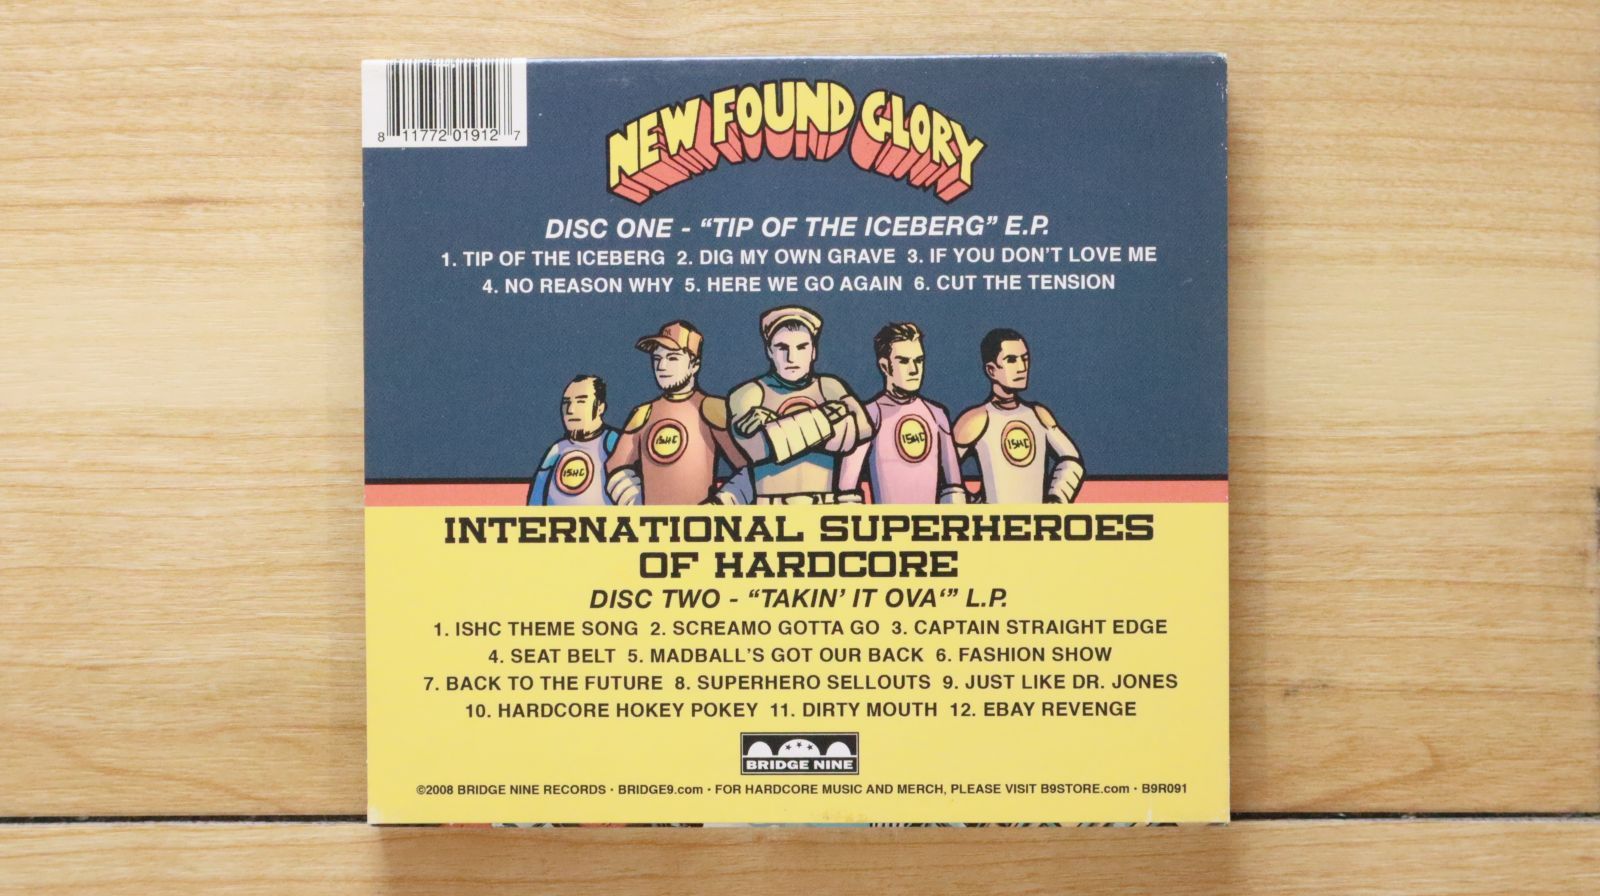 8 11772 01912 7
NEW FOUND GLORY
DISC ONE - “TIP OF THE ICEBERG” E.P.
1. TIP OF THE ICEBERG 2. DIG MY OWN GRAVE 3. IF YOU DON’T LOVE ME
4. NO REASON WHY 5. HERE WE GO AGAIN 6. CUT THE TENSION
ISHC ISHC ISHC ISHC
INTERNATIONAL SUPERHEROES
OF HARDCORE
DISC TWO - “TAKIN’ IT OVA‘” L.P.
1. ISHC THEME SONG 2. SCREAMO GOTTA GO 3. CAPTAIN STRAIGHT EDGE
4. SEAT BELT 5. MADBALL’S GOT OUR BACK 6. FASHION SHOW
7. BACK TO THE FUTURE 8. SUPERHERO SELLOUTS 9. JUST LIKE DR. JONES
10. HARDCORE HOKEY POKEY 11. DIRTY MOUTH 12. EBAY REVENGE
BRIDGE NINE
©2008 BRIDGE NINE RECORDS · BRIDGE9.com · FOR HARDCORE MUSIC AND MERCH, PLEASE VISIT B9STORE.com · B9R091